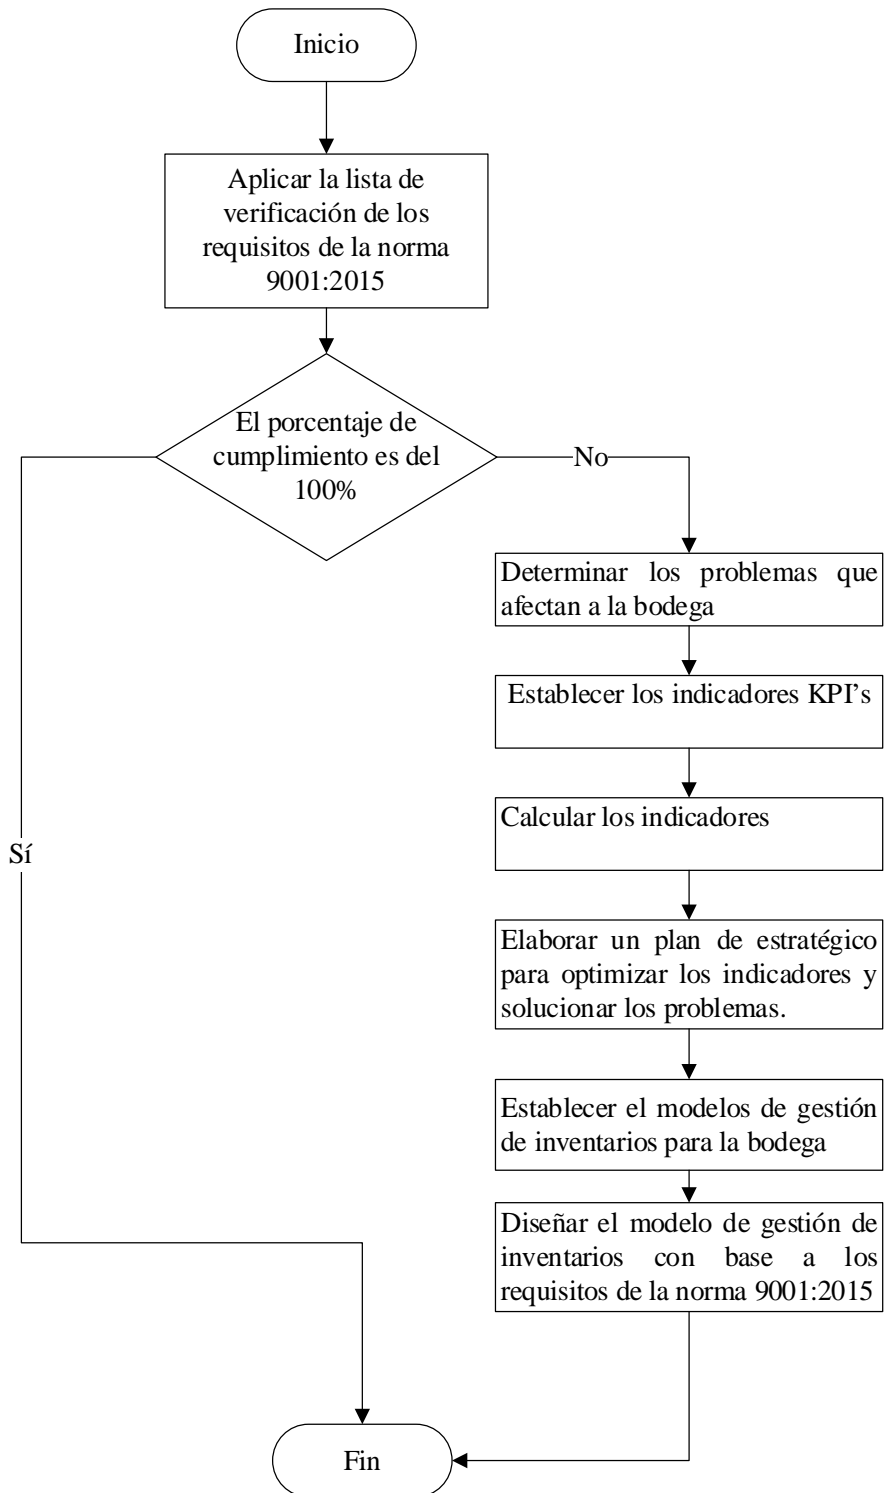 Inicio
Aplicar la lista de
verificación de los
requisitos de la norma
9001:2015
El porcentaje de
cumplimiento es del
100%
No
Determinar los problemas que
afectan a la bodega
Establecer los indicadores KPI’s
Calcular los indicadores
Sí
Elaborar un plan de estratégico
para optimizar los indicadores y
solucionar los problemas.
Establecer el modelos de gestión
de inventarios para la bodega
Diseñar el modelo de gestión de
inventarios con base a los
requisitos de la norma 9001:2015
Fin